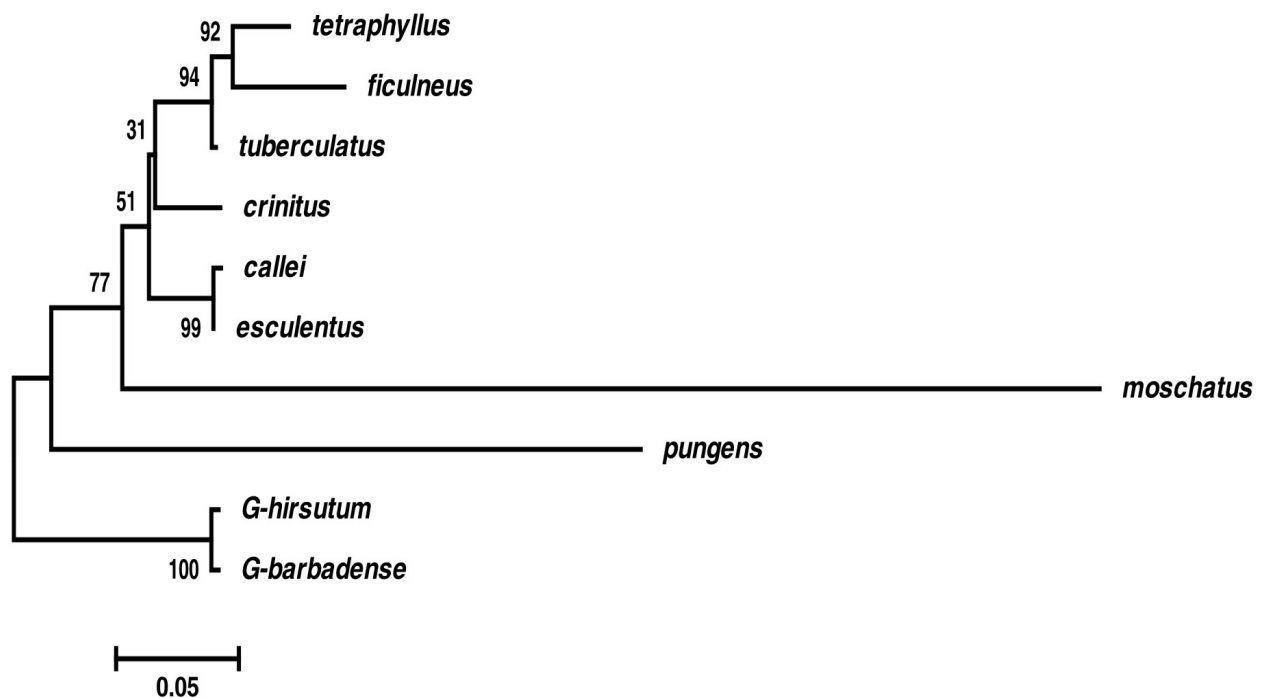 92
tetraphyllus
94
ficulneus
31
tuberculatus
51
crinitus
77
callei
99
esculentus
moschatus
pungens
G-hirsutum
100
G-barbadense
0.05